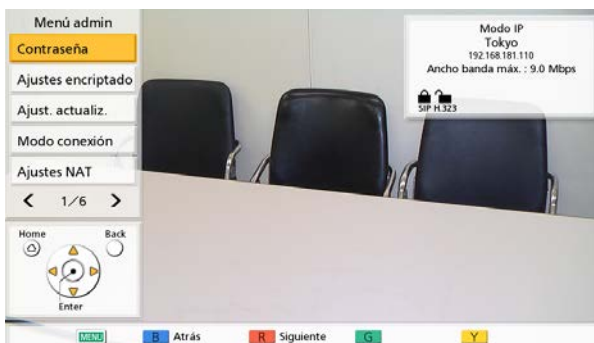 Menú admin
Contraseña
Ajustes encriptado
Ajust. actualiz.
Modo conexión
Ajustes NAT
1/6
Home
Back
Enter
Modo IP
Tokyo
192.168.181.110
Ancho banda máx. : 9.0 Mbps
SIP H.323
MENU B Atrás R Siguiente G Y